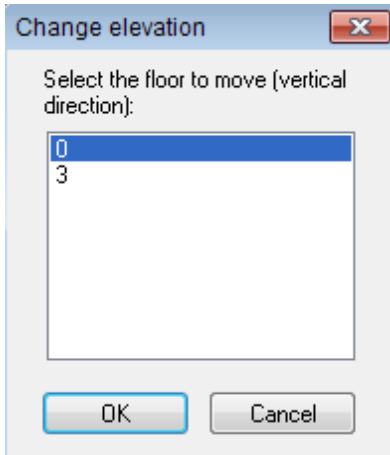 Change elevation
Select the floor to move (vertical
direction):
0
3
OK
Cancel